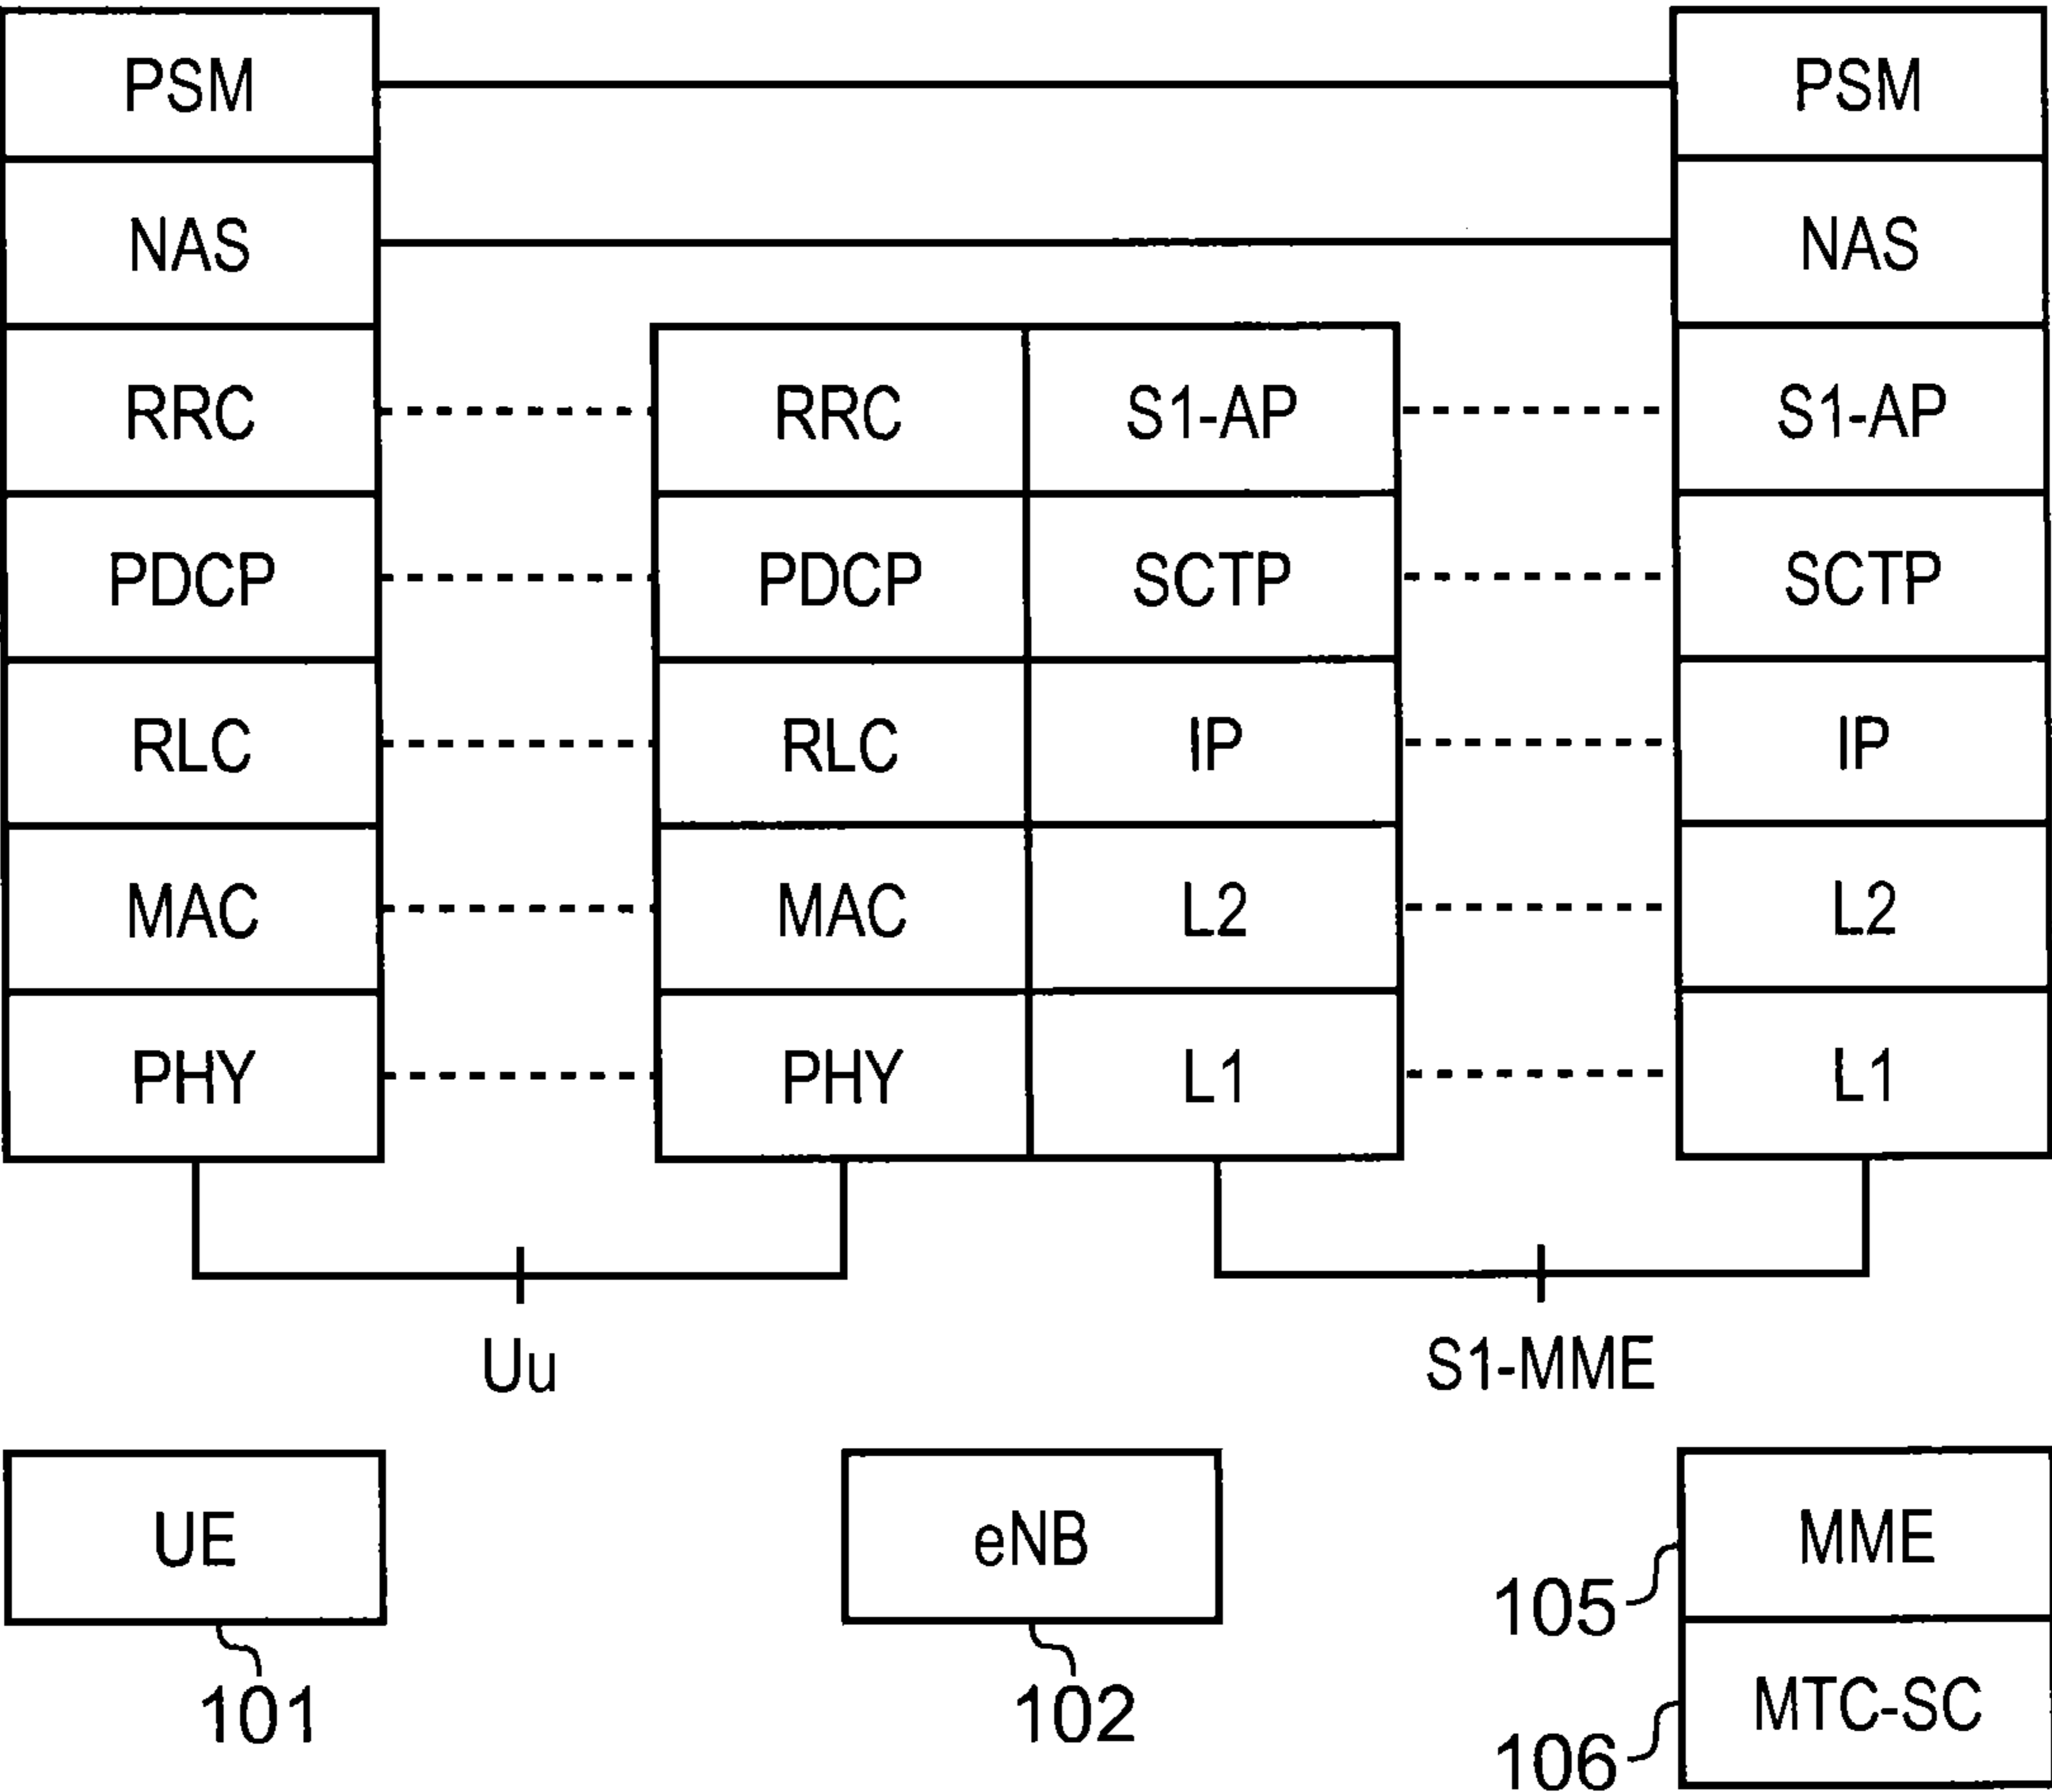 PSM PSM
NAS NAS
RRC RRC S1-AP S1-AP
PDCP PDCP SCTP SCTP
RLC RLC IP IP
MAC MAC L2 L2
PHY PHY L1 L1
Uu S1-MME
UE eNB MME
105
101 102 MTC-SC
106